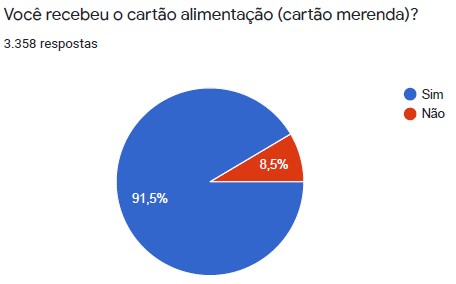 Você recebeu o cartão alimentação (cartão merenda)?
3.358 respostas
Sim
Não
8,5%
91,5%